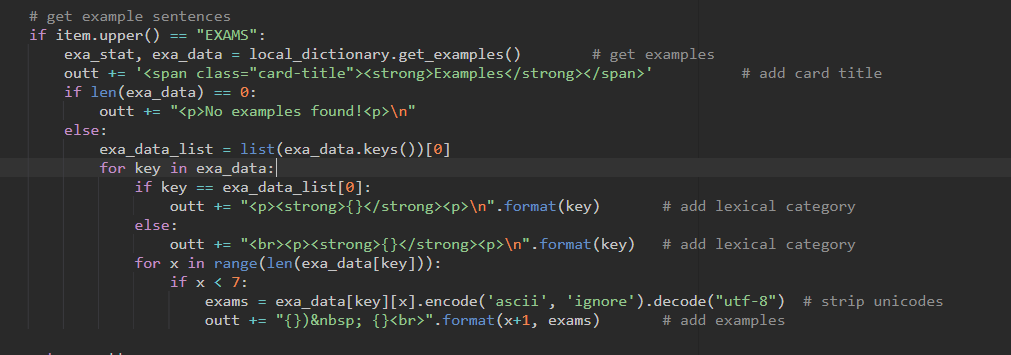 # get example sentences
if item.upper() == "EXAMS":
exa_stat, exa_data = local_dictionary.get_examples() # get examples
outt += '<span class="card-title"><strong>Examples</strong></span>' # add card title
if len(exa_data) == 0:
outt += "<p>No examples found!<p>\n"
else:
exa_data_list = list(exa_data.keys())[0]
for key in exa_data:
if key == exa_data_list[0]:
outt += "<p><strong>{}</strong><p>\n".format(key) # add lexical category
else:
outt += "<br><p><strong>{}</strong><p>\n".format(key) # add lexical category
for x in range(len(exa_data[key])):
if x < 7:
exams = exa_data[key][x].encode('ascii', 'ignore').decode("utf-8") # strip unicodes
outt += "{})&nbsp; {}<br>".format(x+1, exams) # add examples